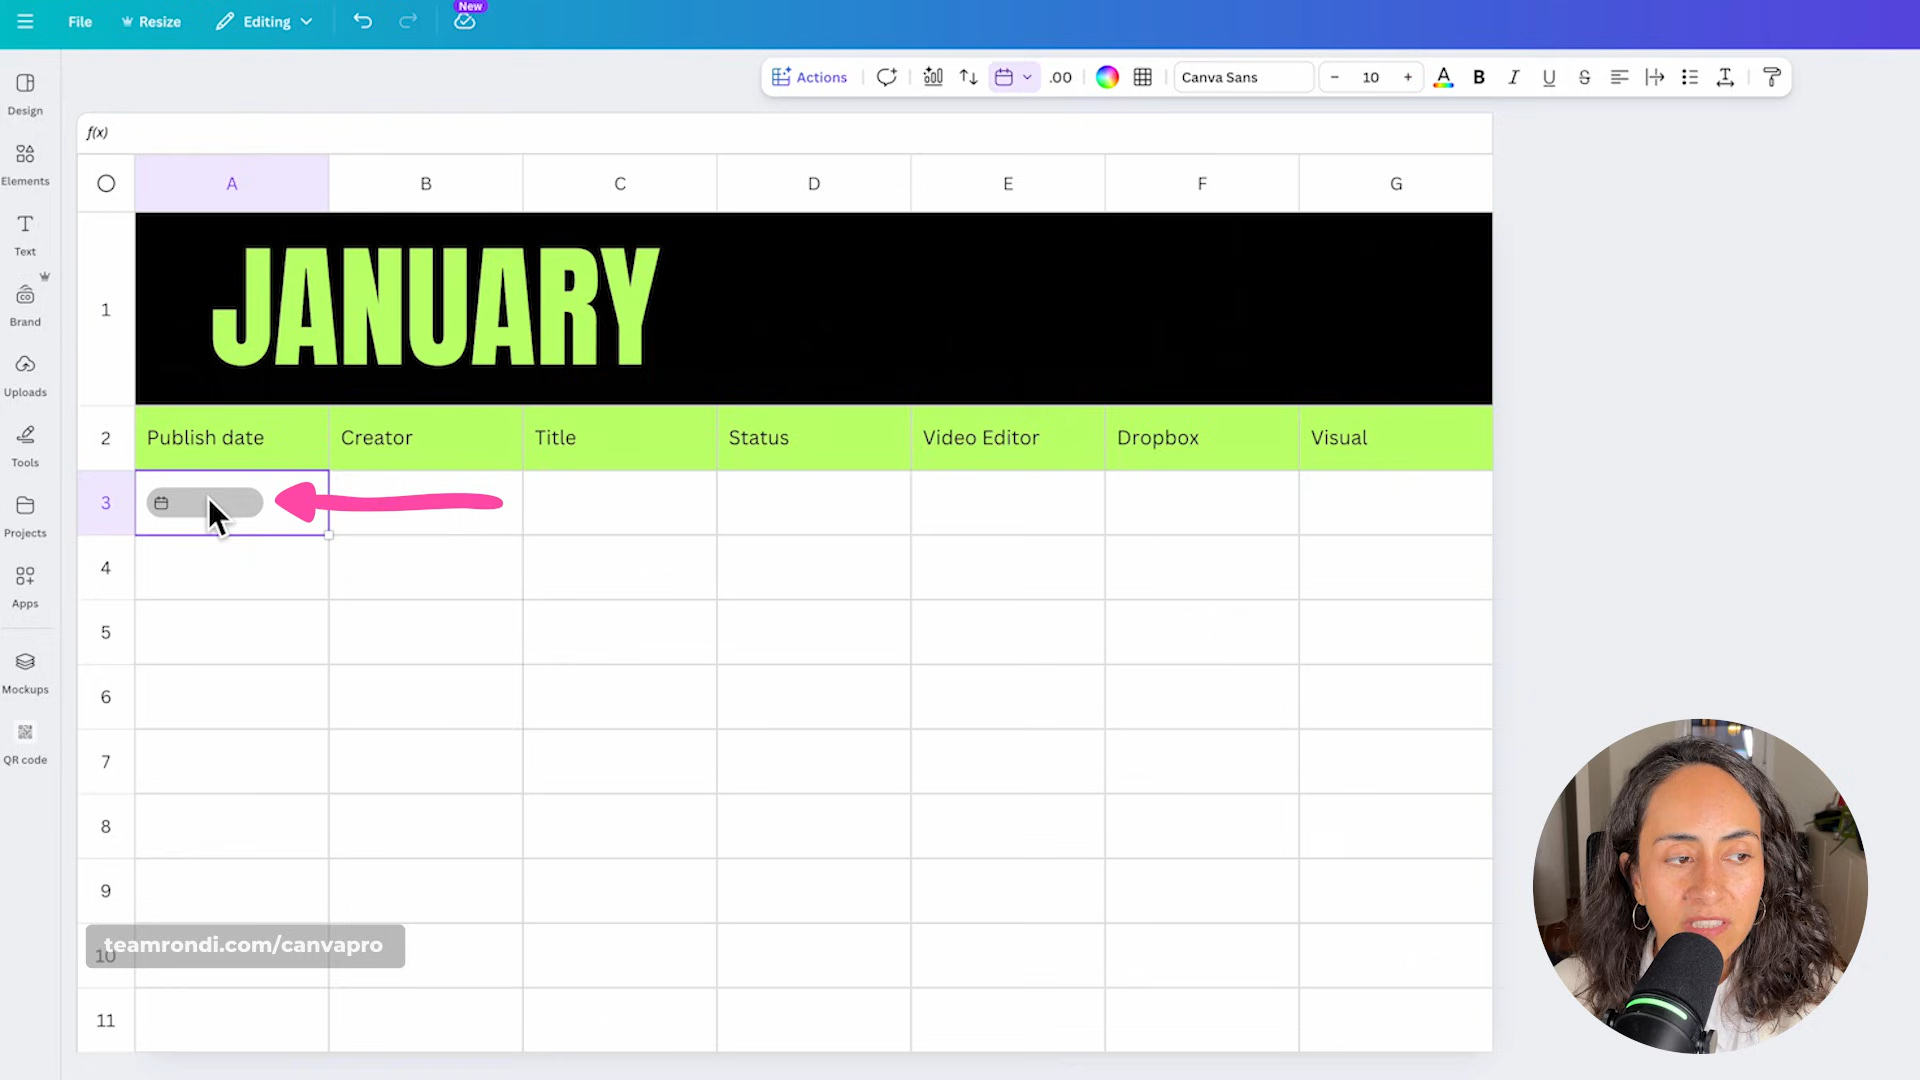 New
File Resize Editing
Actions .00 Canva Sans - 10 + A B I U S T
Design
Elements
Text
Brand
Uploads
Tools
Projects
Apps
Mockups
QR code
f(x)
A B C D E F G
1 JANUARY
2 Publish date Creator Title Status Video Editor Dropbox Visual
3
4
5
6
7
8
9
10
teamrondi.com/canvapro
11